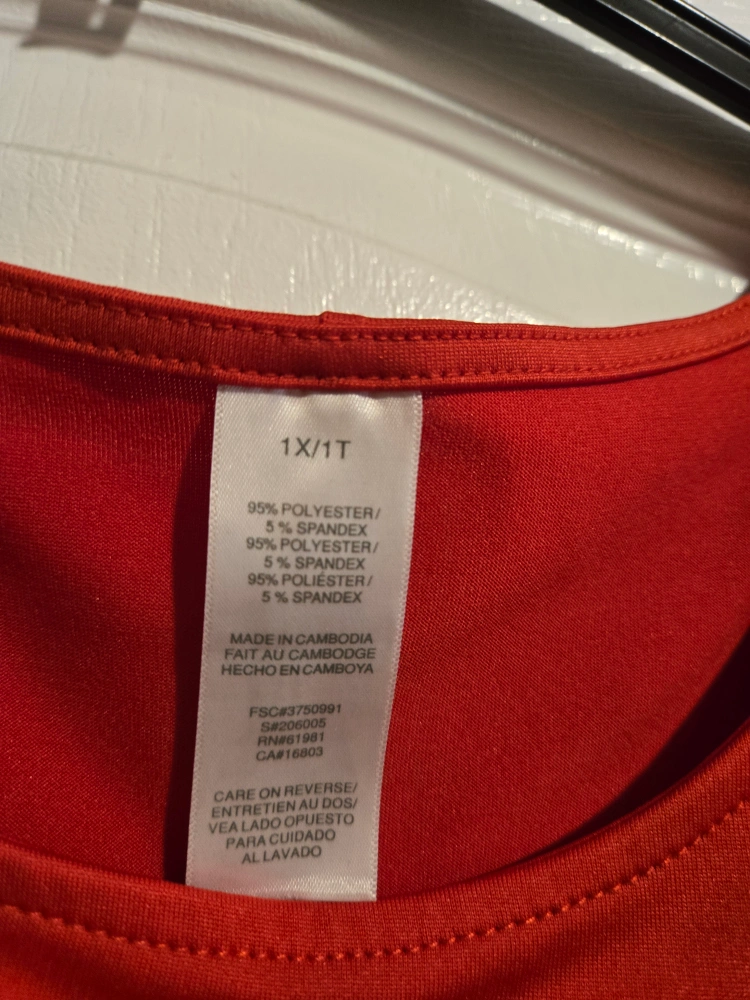 1X/1T
95% POLYESTER/
5 % SPANDEX
95% POLYESTER/
5 % SPANDEX
95% POLIÉSTER/
5 % SPANDEX
MADE IN CAMBODIA
FAIT AU CAMBODGE
HECHO EN CAMBOYA
FSC#3750991
S#206005
RN#61981
CA#16803
CARE ON REVERSE/
ENTRETIEN AU DOS/
VEA LADO OPUESTO
PARA CUIDADO
AL LAVADO